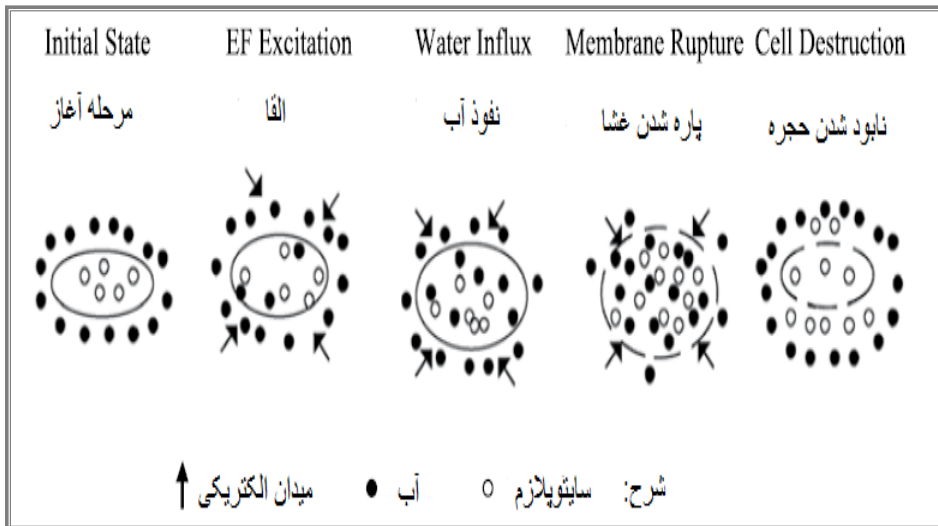 Initial State EF Excitation Water Influx Membrane Rupture Cell Destruction
مرحله آغاز القا نفوذ آب پاره شدن غشا نابود شدن حجره
شرح: سایتوپلازم آب میدان الکتریکی